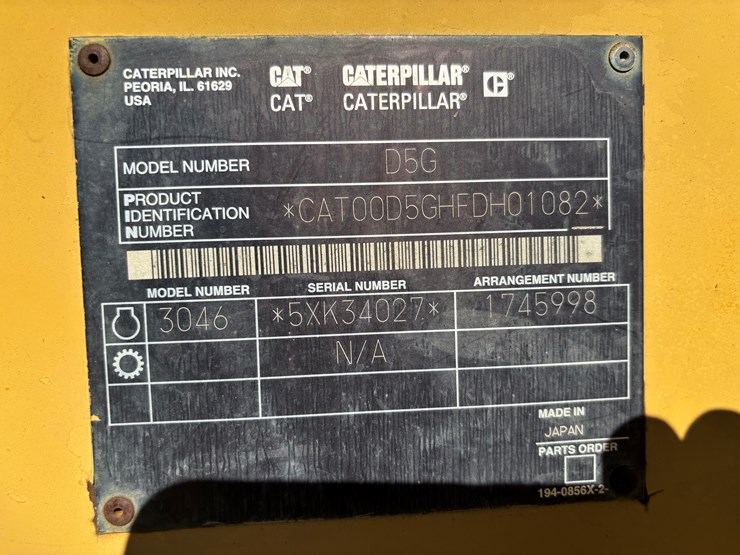 CATERPILLAR INC.
PEORIA, IL. 61629
USA
CAT® CATERPILLAR® C®
CAT® CATERPILLAR®
MODEL NUMBER D5G
PRODUCT
IDENTIFICATION
NUMBER
*CAT00D5GHFDH01082*
MODEL NUMBER SERIAL NUMBER ARRANGEMENT NUMBER
3046 *5XK34027* 1745998
N/A
MADE IN
JAPAN
PARTS ORDER
194-0856X-2-